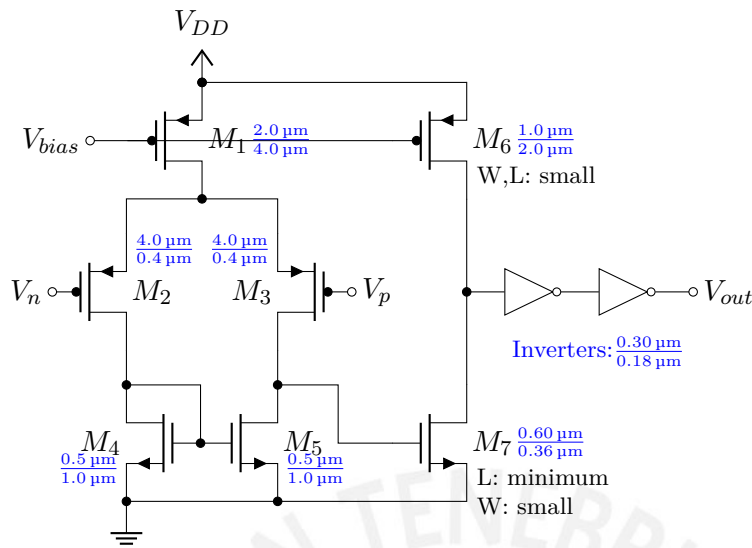 V_DD
V_bias
M_1 2.0 µm / 4.0 µm
M_6 1.0 µm / 2.0 µm
W,L: small
4.0 µm / 0.4 µm
4.0 µm / 0.4 µm
V_n
M_2
M_3
V_p
V_out
Inverters: 0.30 µm / 0.18 µm
M_4
0.5 µm / 1.0 µm
M_5
0.5 µm / 1.0 µm
M_7 0.60 µm / 0.36 µm
L: minimum
W: small